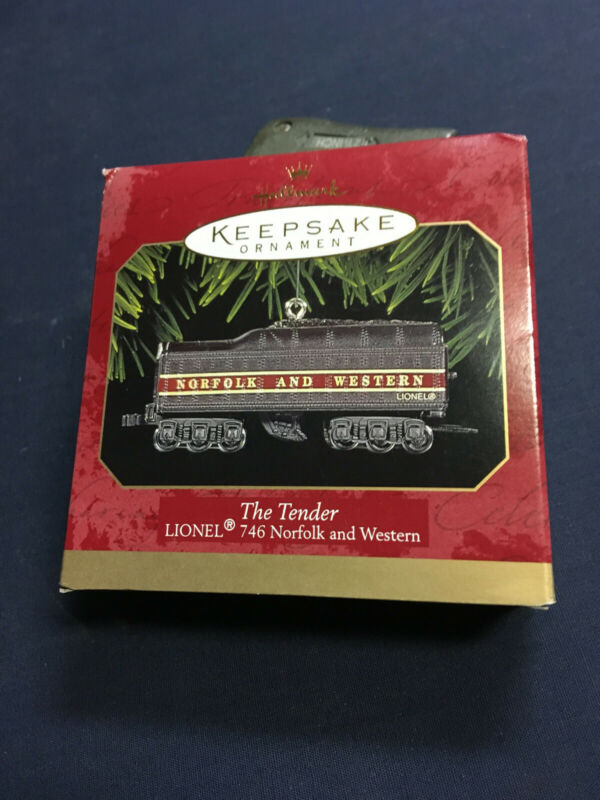 Hallmark
KEEPSAKE
ORNAMENT
NORFOLK AND WESTERN
LIONEL®
The Tender
LIONEL® 746 Norfolk and Western